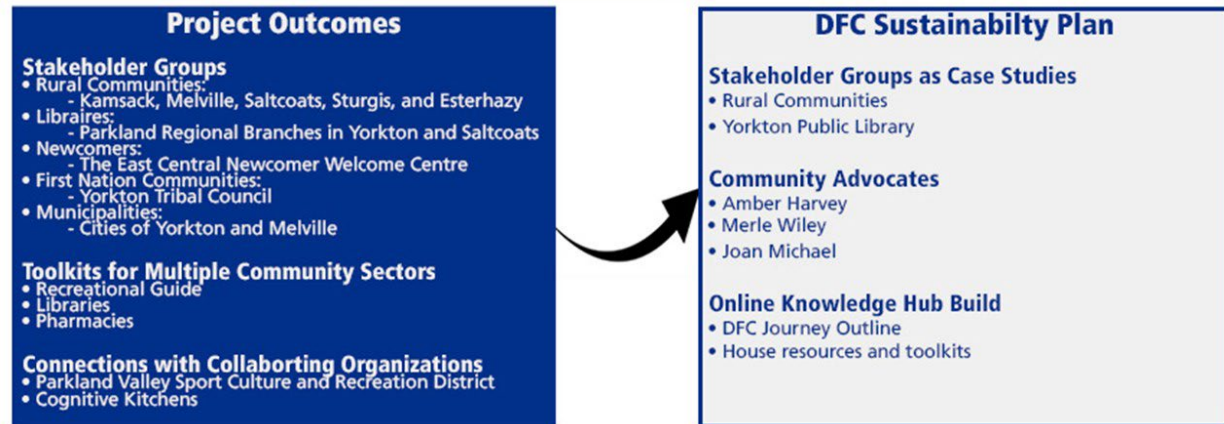 Project Outcomes
Stakeholder Groups
• Rural Communities:
- Kamsack, Melville, Saltcoats, Sturgis, and Esterhazy
• Libraires:
- Parkland Regional Branches in Yorkton and Saltcoats
• Newcomers:
- The East Central Newcomer Welcome Centre
• First Nation Communities:
- Yorkton Tribal Council
• Municipalities:
- Cities of Yorkton and Melville
Toolkits for Multiple Community Sectors
• Recreational Guide
• Libraries
• Pharmacies
Connections with Collaborting Organizations
• Parkland Valley Sport Culture and Recreation District
• Cognitive Kitchens
DFC Sustainabilty Plan
Stakeholder Groups as Case Studies
• Rural Communities
• Yorkton Public Library
Community Advocates
• Amber Harvey
• Merle Wiley
• Joan Michael
Online Knowledge Hub Build
• DFC Journey Outline
• House resources and toolkits